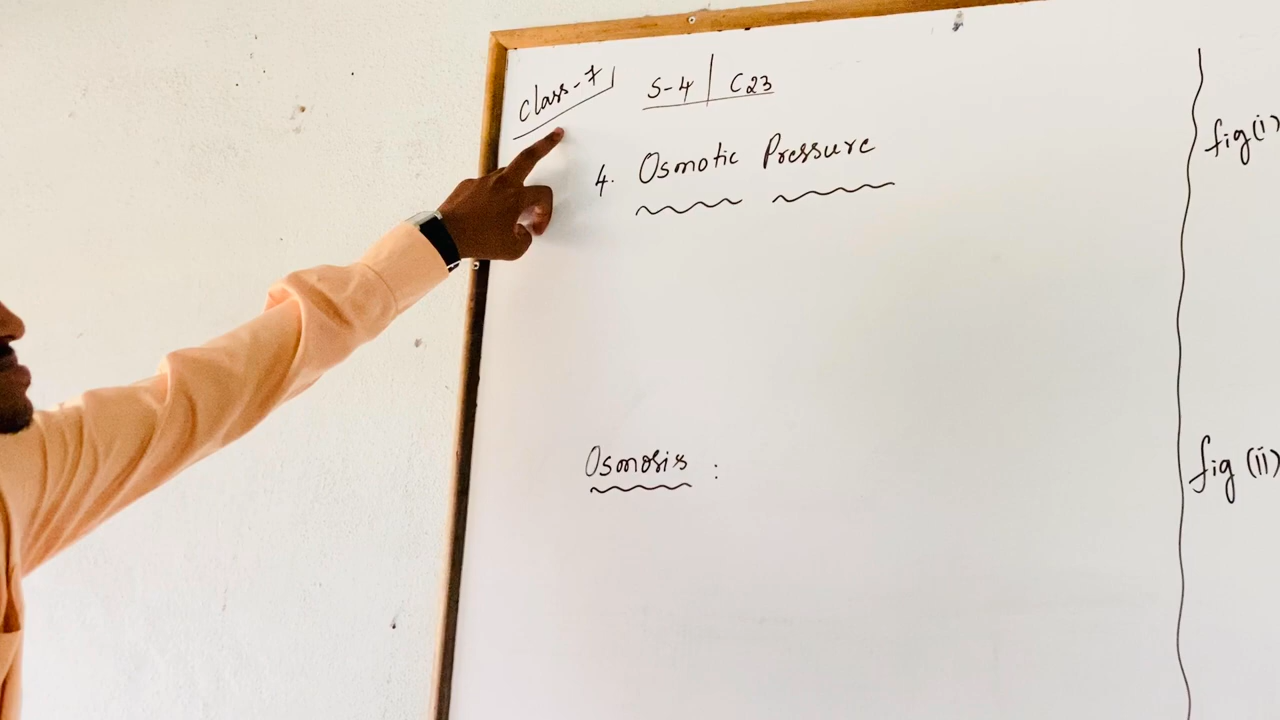 Class-7
S-4 | C23
4. Osmotic Pressure
fig(i)
Osmosis :
fig (ii)